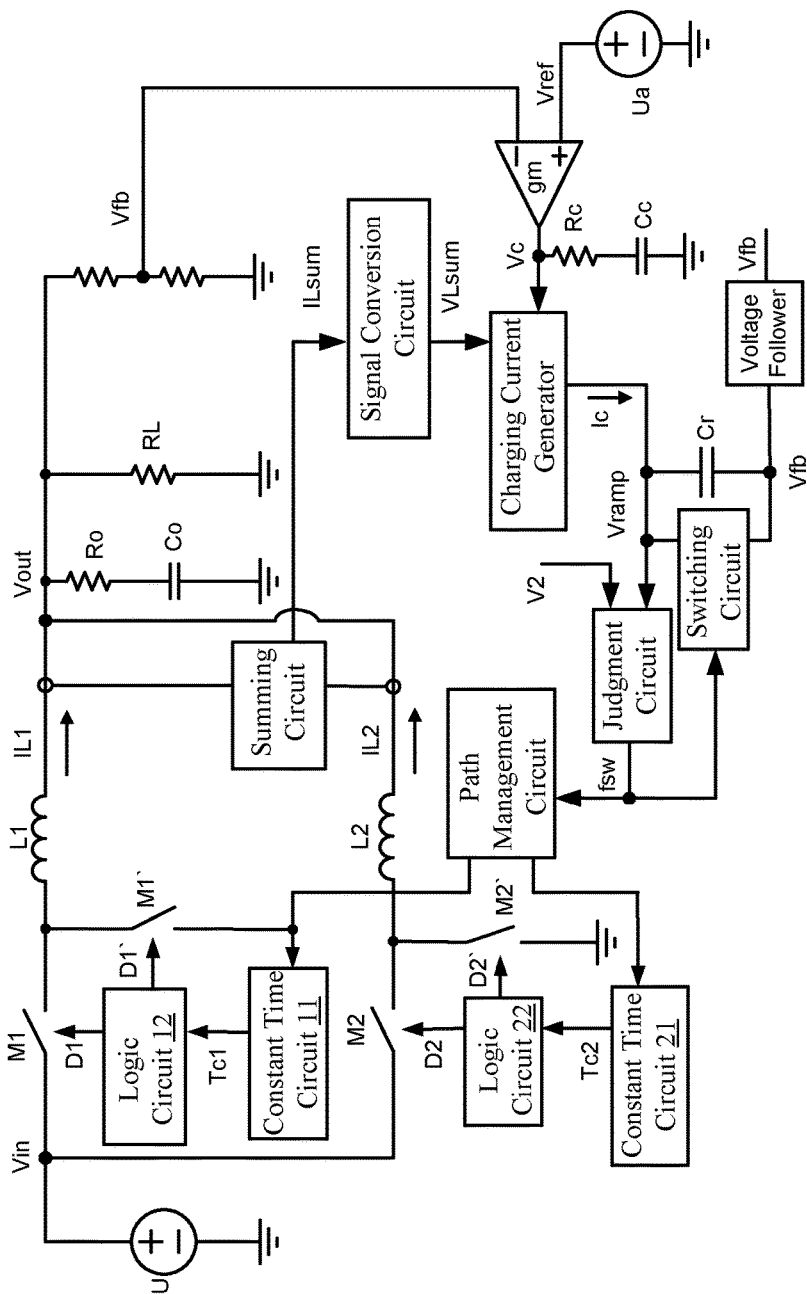 U
Vin
M1
D1
Logic
Circuit 12
D1`
M1`
Tc1
Constant Time
Circuit 11
L1
IL1
Summing
Circuit
Vout
Ro
Co
RL
Vfb
ILsum
Signal Conversion
Circuit
VLsum
M2
D2
Logic
Circuit 22
D2`
M2`
Tc2
Constant Time
Circuit 21
L2
IL2
Path
Management
Circuit
fsw
Judgment
Circuit
V2
Vramp
Switching
Circuit
Charging Current
Generator
Ic
Cr
Vc
Rc
Cc
gm
Vref
Ua
Vfb
Voltage
Follower
Vfb